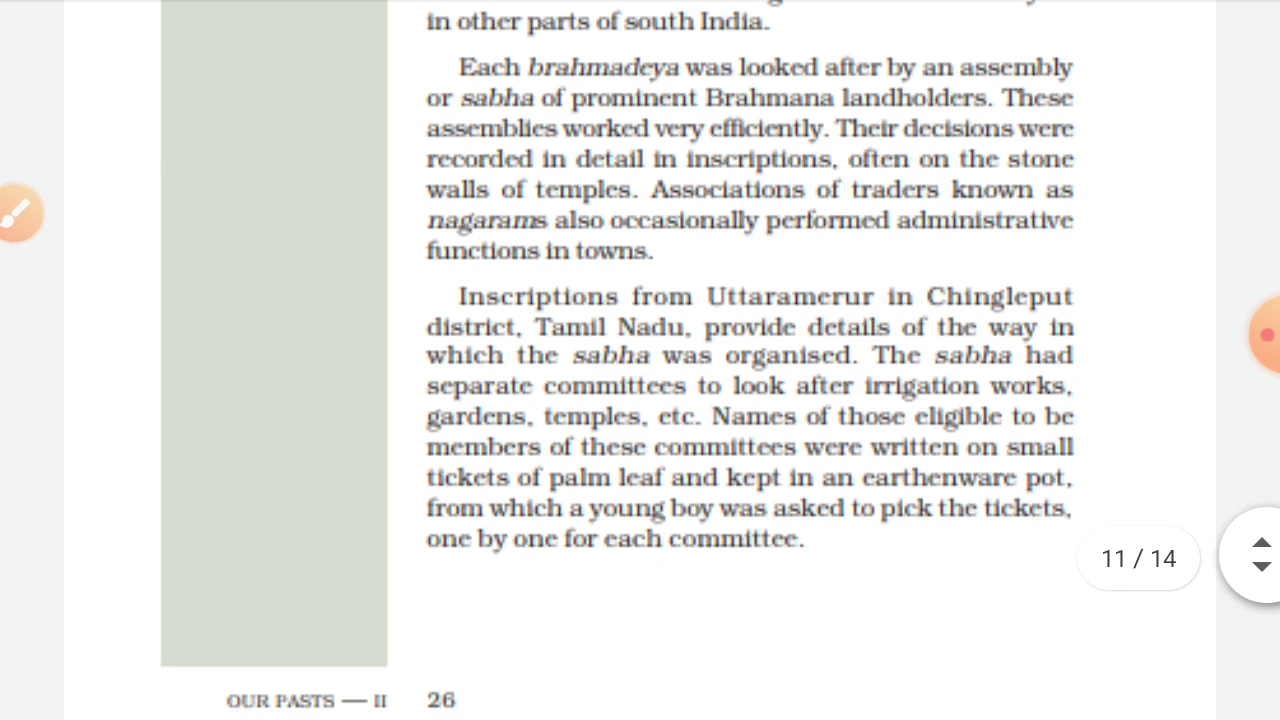 in other parts of south India.
Each brahmadeya was looked after by an assembly
or sabha of prominent Brahmana landholders. These
assemblies worked very efficiently. Their decisions were
recorded in detail in inscriptions, often on the stone
walls of temples. Associations of traders known as
nagarams also occasionally performed administrative
functions in towns.
Inscriptions from Uttaramerur in Chingleput
district, Tamil Nadu, provide details of the way in
which the sabha was organised. The sabha had
separate committees to look after irrigation works,
gardens, temples, etc. Names of those eligible to be
members of these committees were written on small
tickets of palm leaf and kept in an earthenware pot,
from which a young boy was asked to pick the tickets,
one by one for each committee.
11 / 14
OUR PASTS — II 26